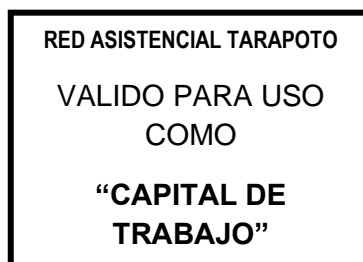 RED ASISTENCIAL TARAPOTO
VALIDO PARA USO
COMO
“CAPITAL DE
TRABAJO”